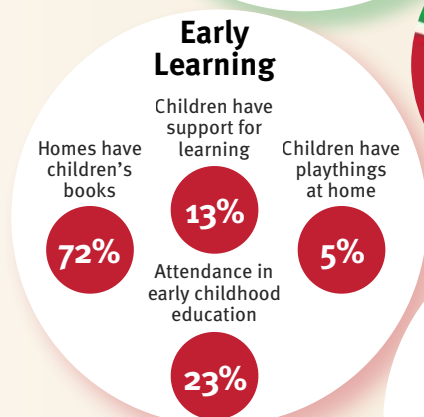 Early
Learning
Children have
support for
learning
13%
Homes have
children's
books
72%
Children have
playthings
at home
5%
Attendance in
early childhood
education
23%